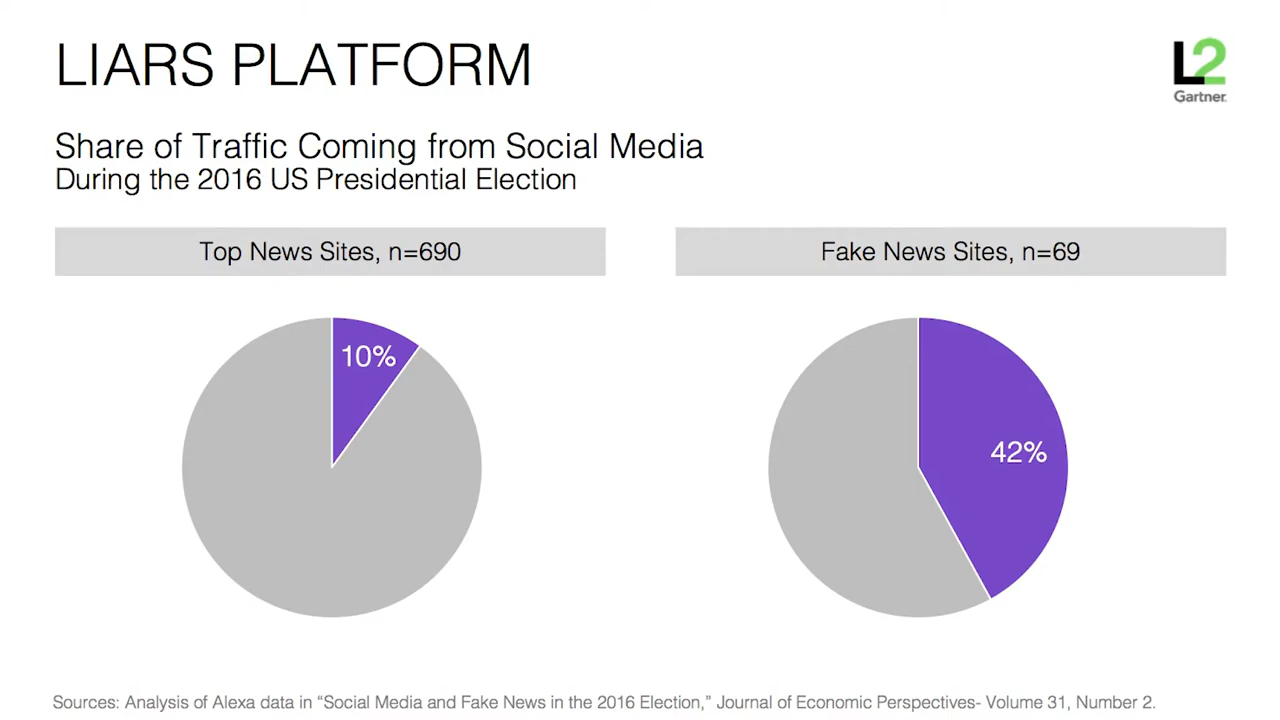 LIARS PLATFORM
L2
Gartner.
Share of Traffic Coming from Social Media
During the 2016 US Presidential Election
Top News Sites, n=690
Fake News Sites, n=69
10%
42%
Sources: Analysis of Alexa data in “Social Media and Fake News in the 2016 Election,” Journal of Economic Perspectives- Volume 31, Number 2.